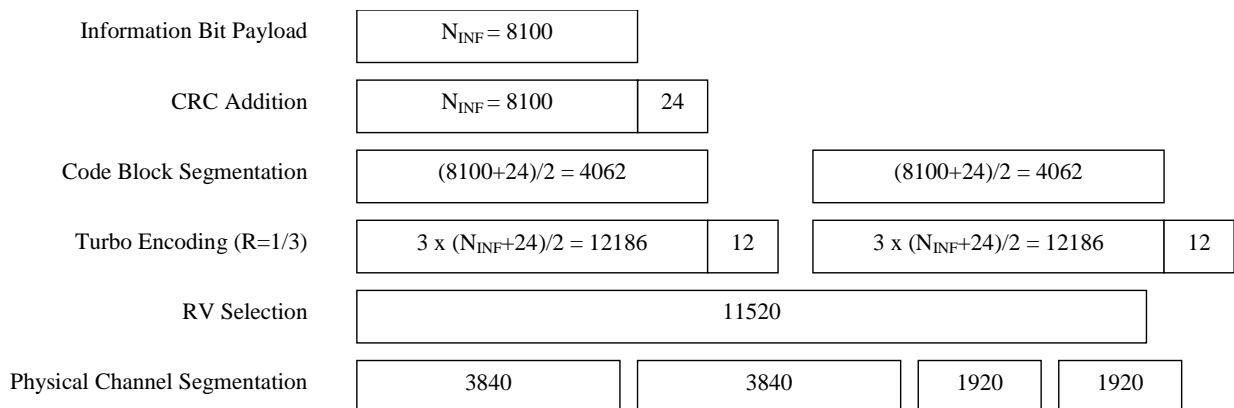 Information Bit Payload N_INF = 8100
CRC Addition N_INF = 8100 24
Code Block Segmentation (8100+24)/2 = 4062 (8100+24)/2 = 4062
Turbo Encoding (R=1/3) 3 x (N_INF+24)/2 = 12186 12 3 x (N_INF+24)/2 = 12186 12
RV Selection 11520
Physical Channel Segmentation 3840 3840 1920 1920